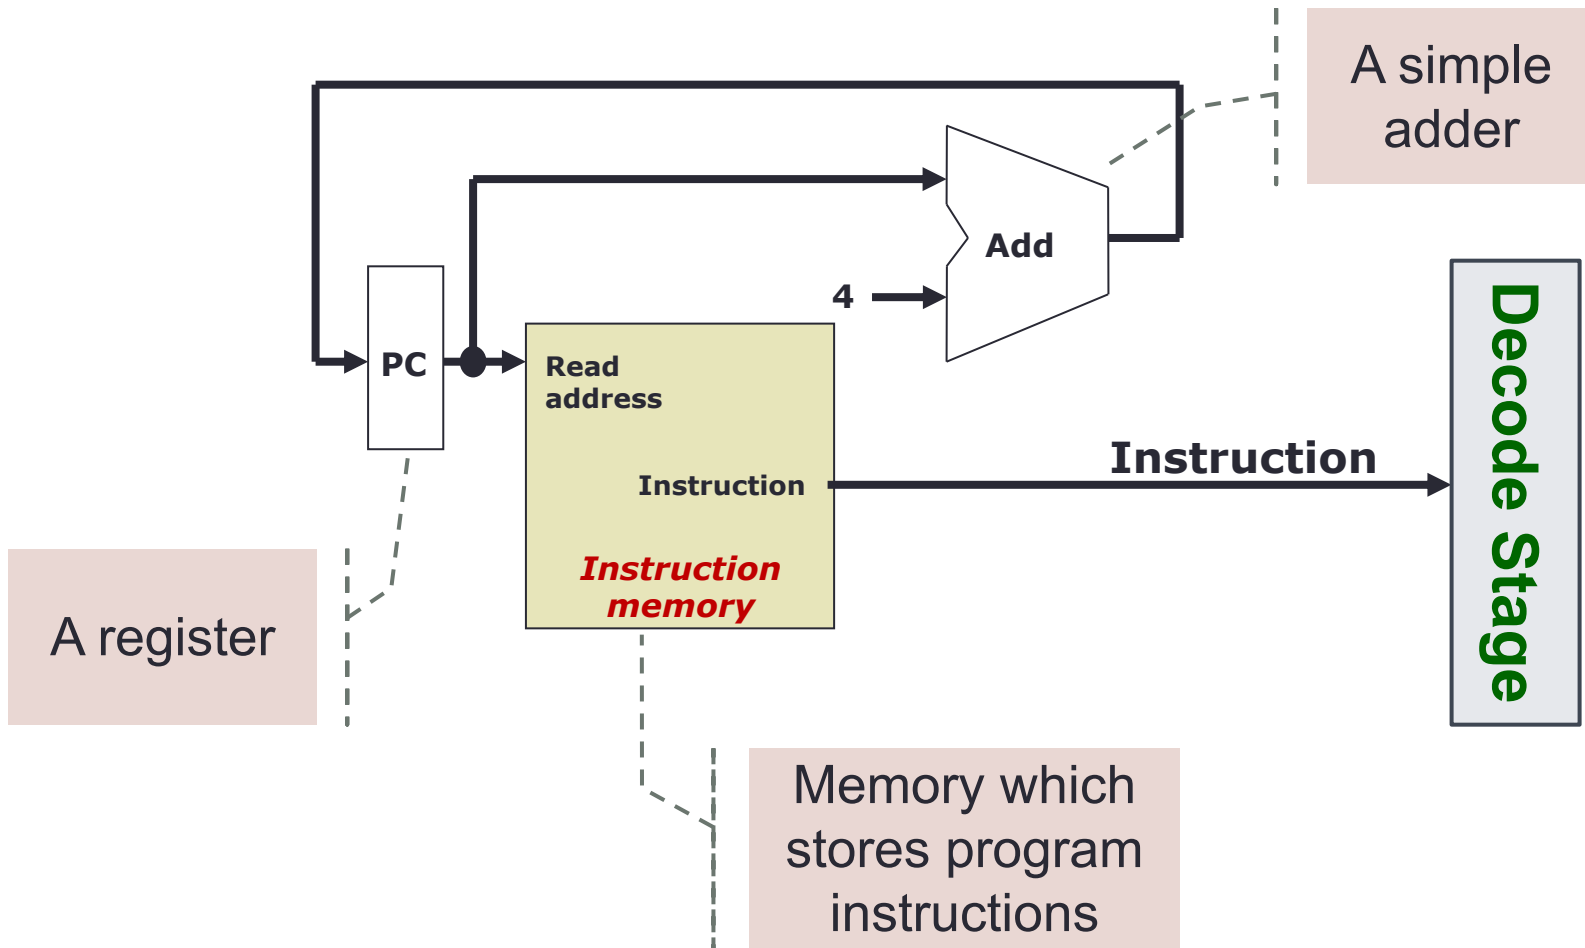 A simple
adder
Add
4
PC
Read
address
Instruction
Instruction
Instruction
memory
Decode Stage
A register
Memory which
stores program
instructions